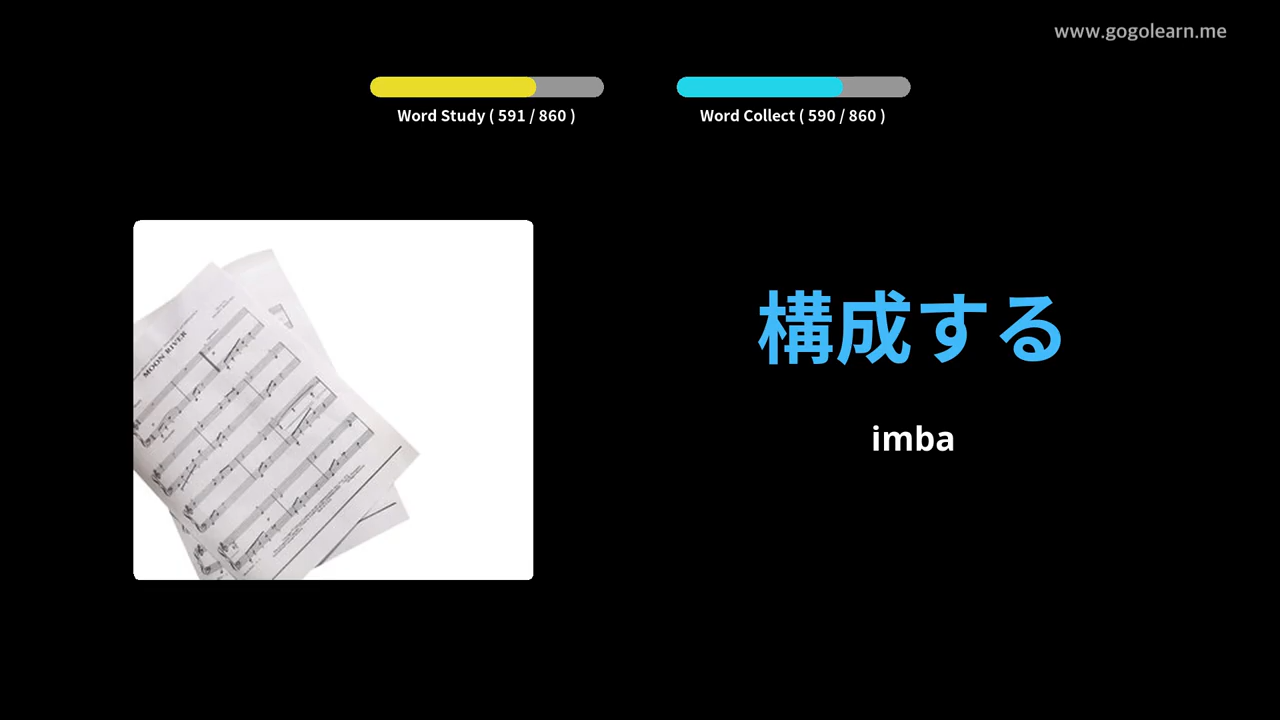 www.gogolearn.me
Word Study ( 591 / 860 )
Word Collect ( 590 / 860 )
MOON RIVER
構成する
imba